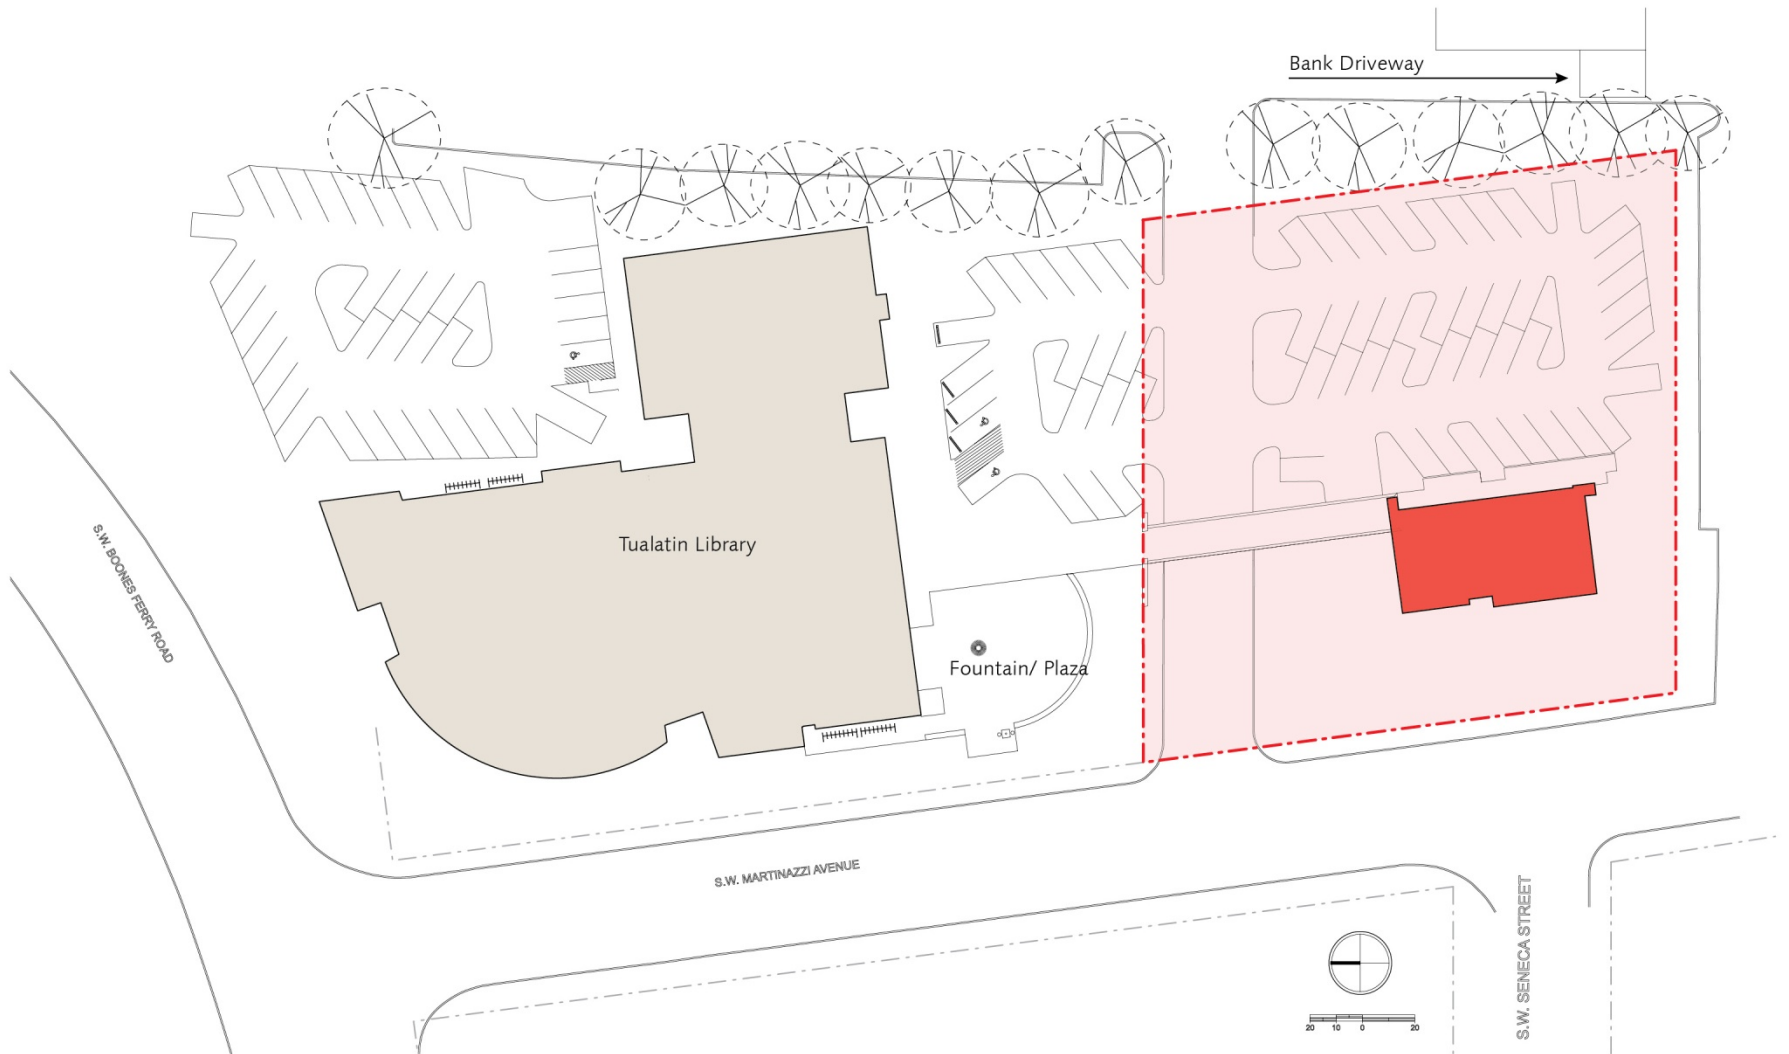 Bank Driveway
Tualatin Library
S.W. BOONES FERRY ROAD
Fountain/ Plaza
S.W. MARTINAZZI AVENUE
S.W. SENECA STREET
20 10 0 20